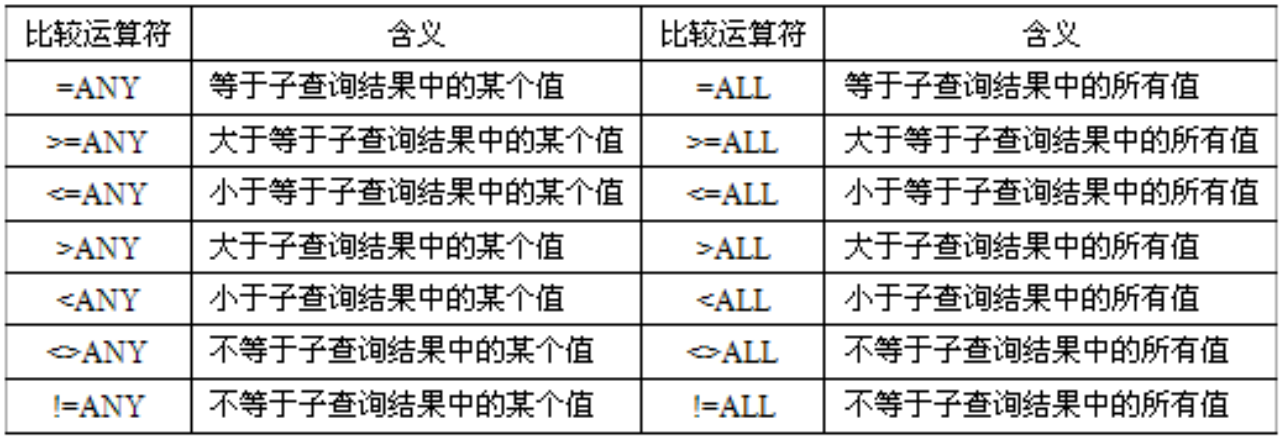 比较运算符 含义 比较运算符 含义
=ANY 等于子查询结果中的某个值 =ALL 等于子查询结果中的所有值
>=ANY 大于等于子查询结果中的某个值 >=ALL 大于等于子查询结果中的所有值
<=ANY 小于等于子查询结果中的某个值 <=ALL 小于等于子查询结果中的所有值
>ANY 大于子查询结果中的某个值 >ALL 大于子查询结果中的所有值
<ANY 小于子查询结果中的某个值 <ALL 小于子查询结果中的所有值
<>ANY 不等于子查询结果中的某个值 <>ALL 不等于子查询结果中的所有值
!=ANY 不等于子查询结果中的某个值 !=ALL 不等于子查询结果中的所有值